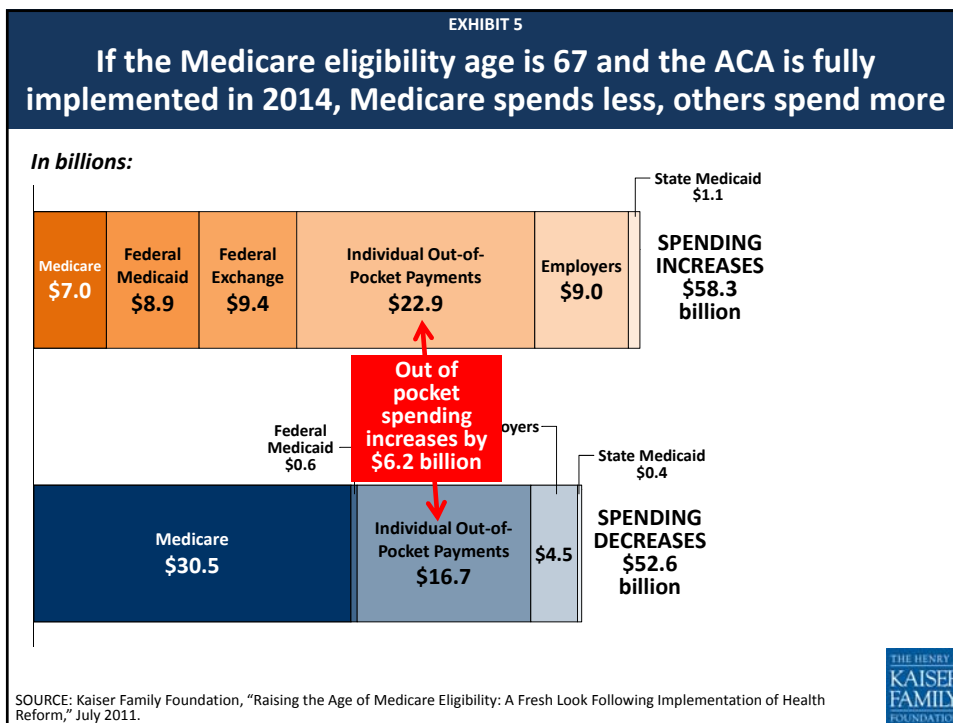 EXHIBIT 5
If the Medicare eligibility age is 67 and the ACA is fully
implemented in 2014, Medicare spends less, others spend more
In billions:
State Medicaid
$1.1
Medicare
$7.0
Federal
Medicaid
$8.9
Federal
Exchange
$9.4
Individual Out-of-
Pocket Payments
$22.9
Employers
$9.0
SPENDING
INCREASES
$58.3
billion
Out of
pocket
spending
increases by
$6.2 billion
Federal
Medicaid
$0.6
oyers
State Medicaid
$0.4
Medicare
$30.5
Individual Out-of-
Pocket Payments
$16.7
$4.5
SPENDING
DECREASES
$52.6
billion
SOURCE: Kaiser Family Foundation, “Raising the Age of Medicare Eligibility: A Fresh Look Following Implementation of Health
Reform,” July 2011.
THE HENRY
KAISER
FAMILY
FOUNDATION